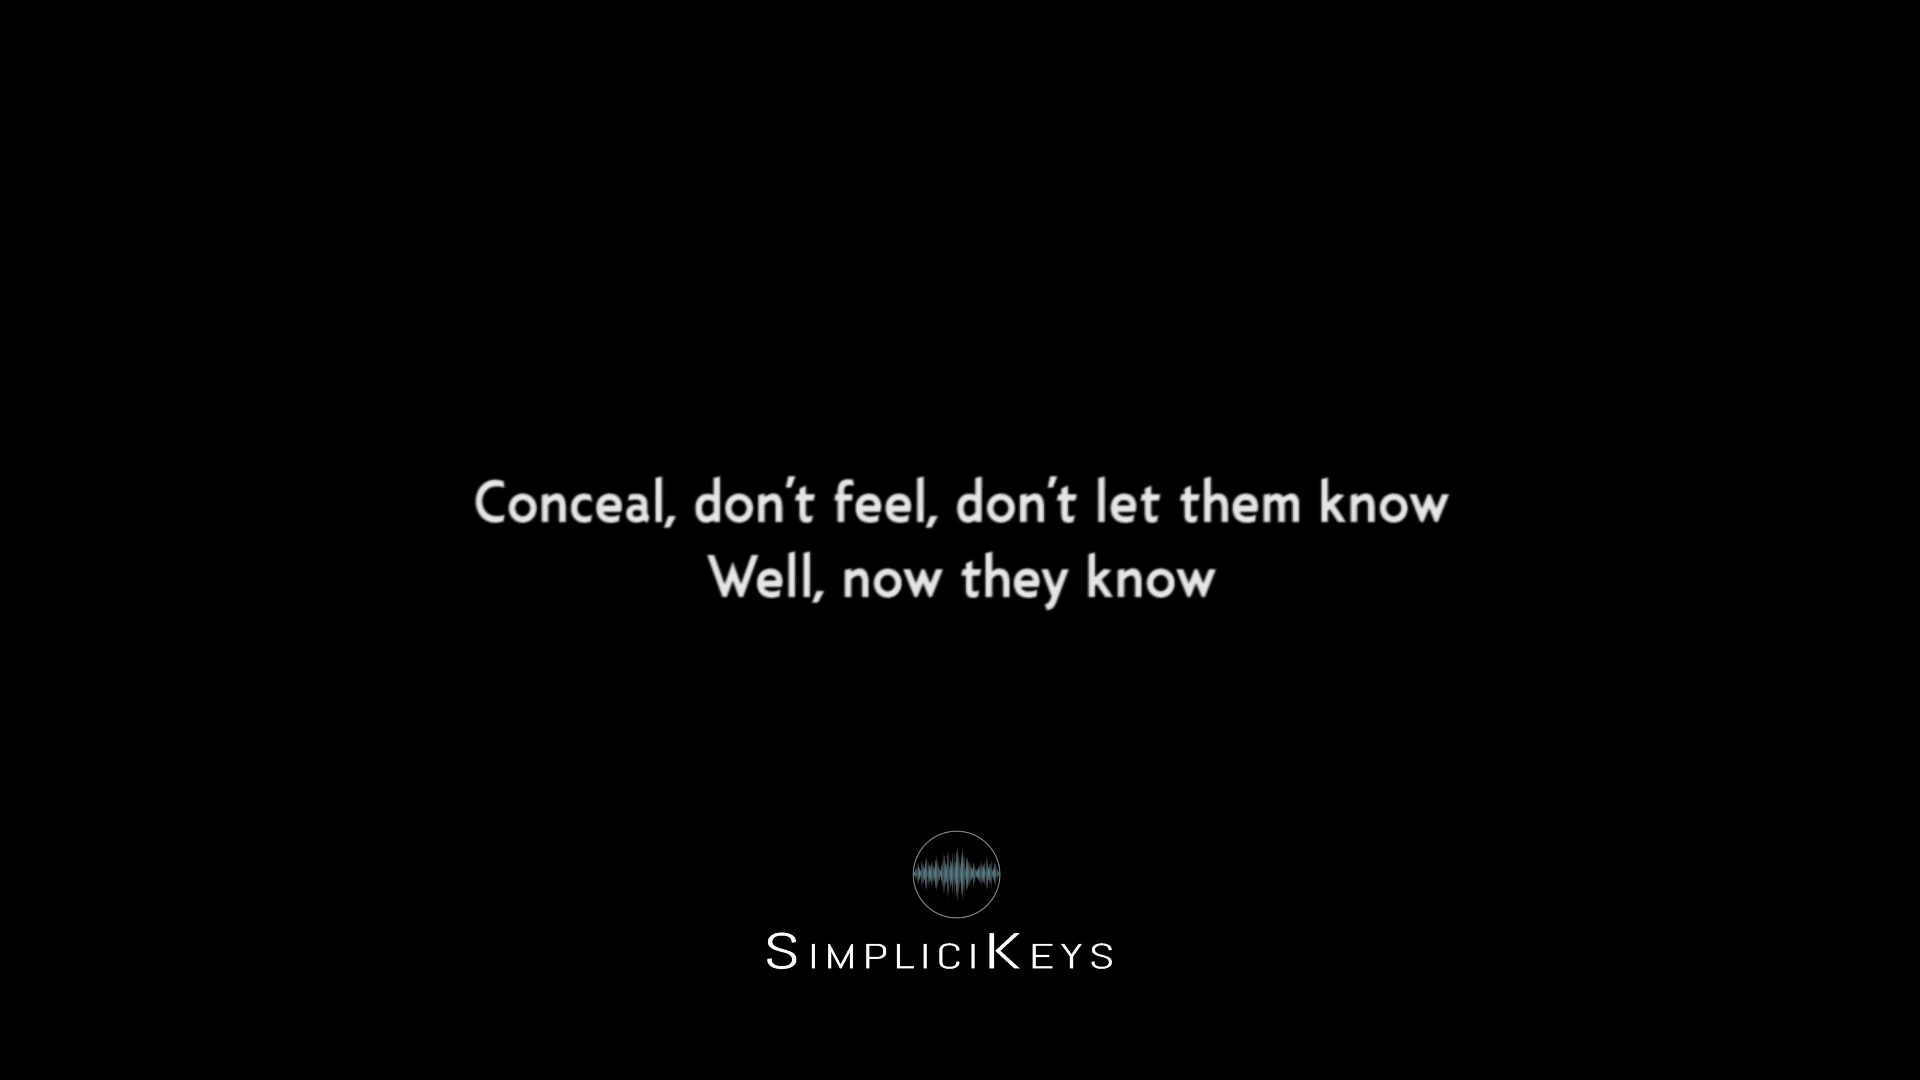 Conceal, don't feel, don't let them know
Well, now they know
SimpliciKeys